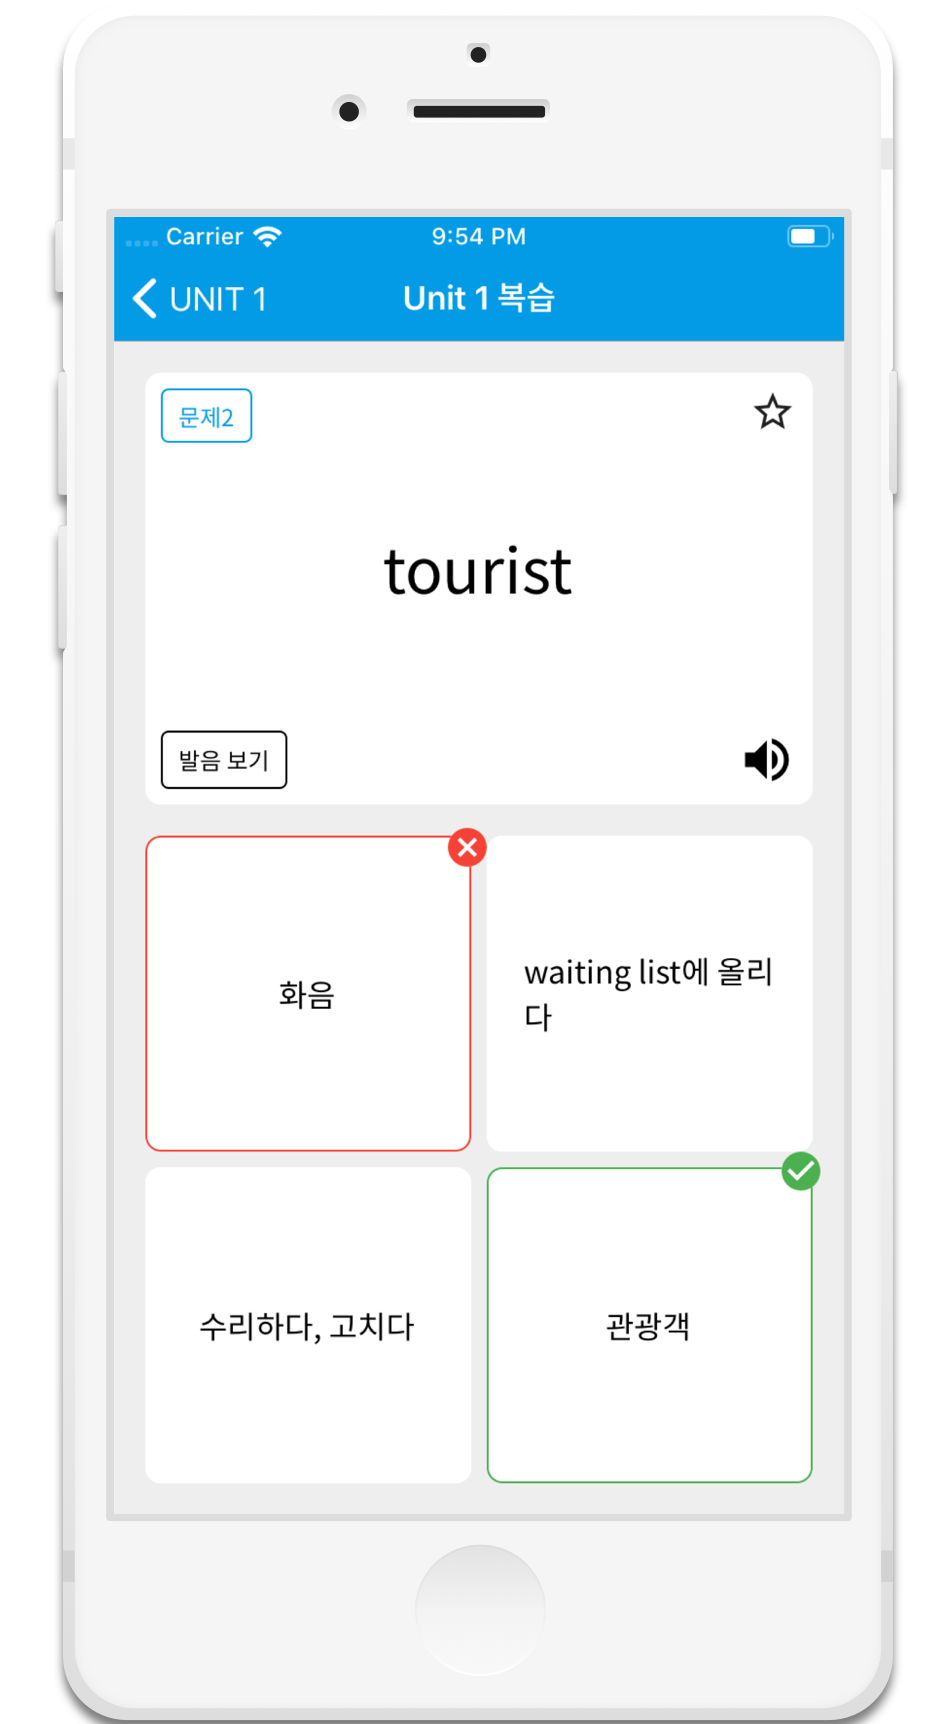 Carrier 9:54 PM
UNIT 1 Unit 1 복습
문제2
tourist
발음 보기
화음
waiting list에 올리
다
수리하다, 고치다
관광객